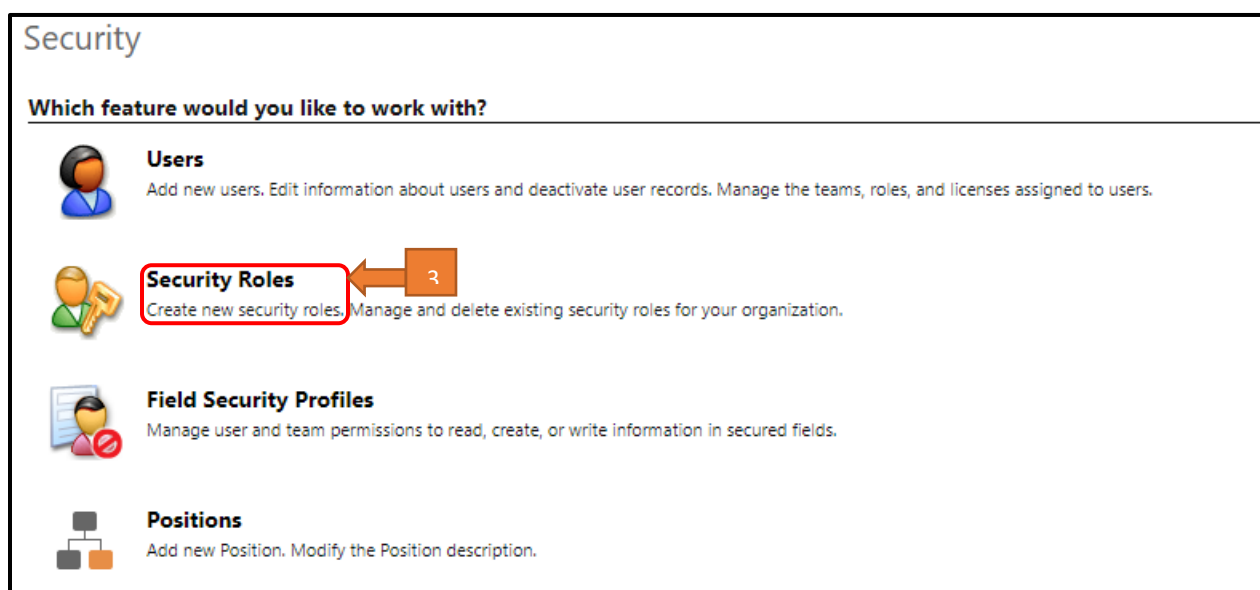 Security
Which feature would you like to work with?
Users
Add new users. Edit information about users and deactivate user records. Manage the teams, roles, and licenses assigned to users.
Security Roles
3
Create new security roles. Manage and delete existing security roles for your organization.
Field Security Profiles
Manage user and team permissions to read, create, or write information in secured fields.
Positions
Add new Position. Modify the Position description.